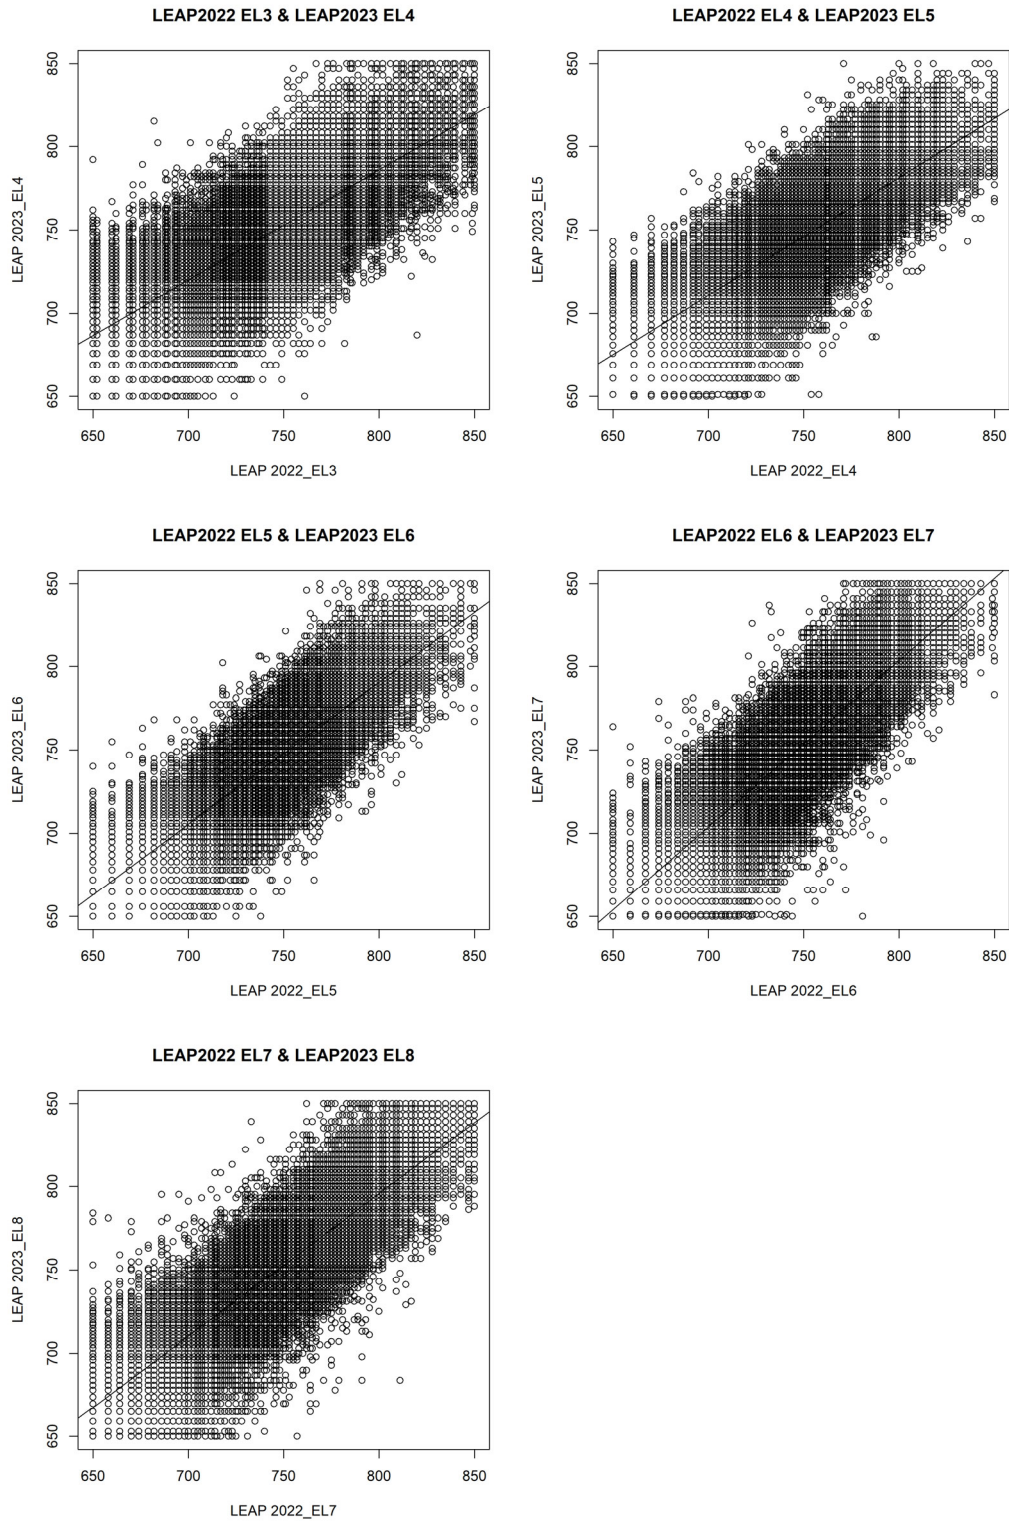 LEAP2022 EL3 & LEAP2023 EL4
LEAP 2023_EL4
850
800
750
700
650
650 700 750 800 850
LEAP 2022_EL3
LEAP2022 EL4 & LEAP2023 EL5
LEAP 2023_EL5
850
800
750
700
650
650 700 750 800 850
LEAP 2022_EL4
LEAP2022 EL5 & LEAP2023 EL6
LEAP 2023_EL6
850
800
750
700
650
650 700 750 800 850
LEAP 2022_EL5
LEAP2022 EL6 & LEAP2023 EL7
LEAP 2023_EL7
850
800
750
700
650
650 700 750 800 850
LEAP 2022_EL6
LEAP2022 EL7 & LEAP2023 EL8
LEAP 2023_EL8
850
800
750
700
650
650 700 750 800 850
LEAP 2022_EL7